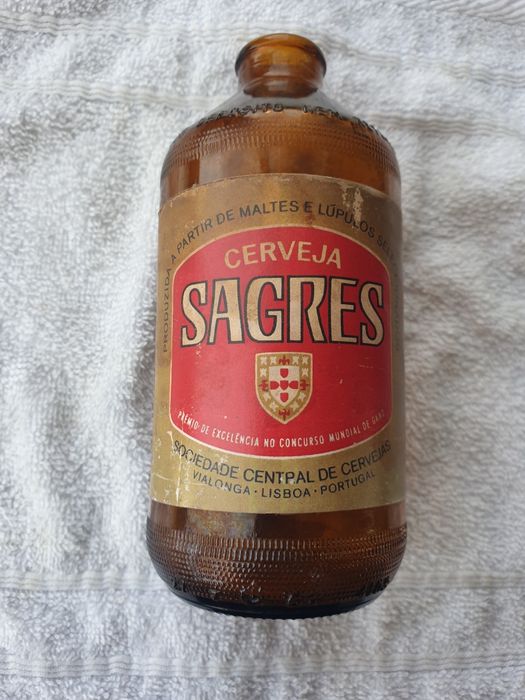 PRODUZIDA A PARTIR DE MALTES E LÚPULOS
CERVEJA
SAGRES
PRÉMIO DE EXCELÊNCIA NO CONCURSO MUNDIAL DE GAND
SOCIEDADE CENTRAL DE CERVEJAS
VIALONGA · LISBOA · PORTUGAL